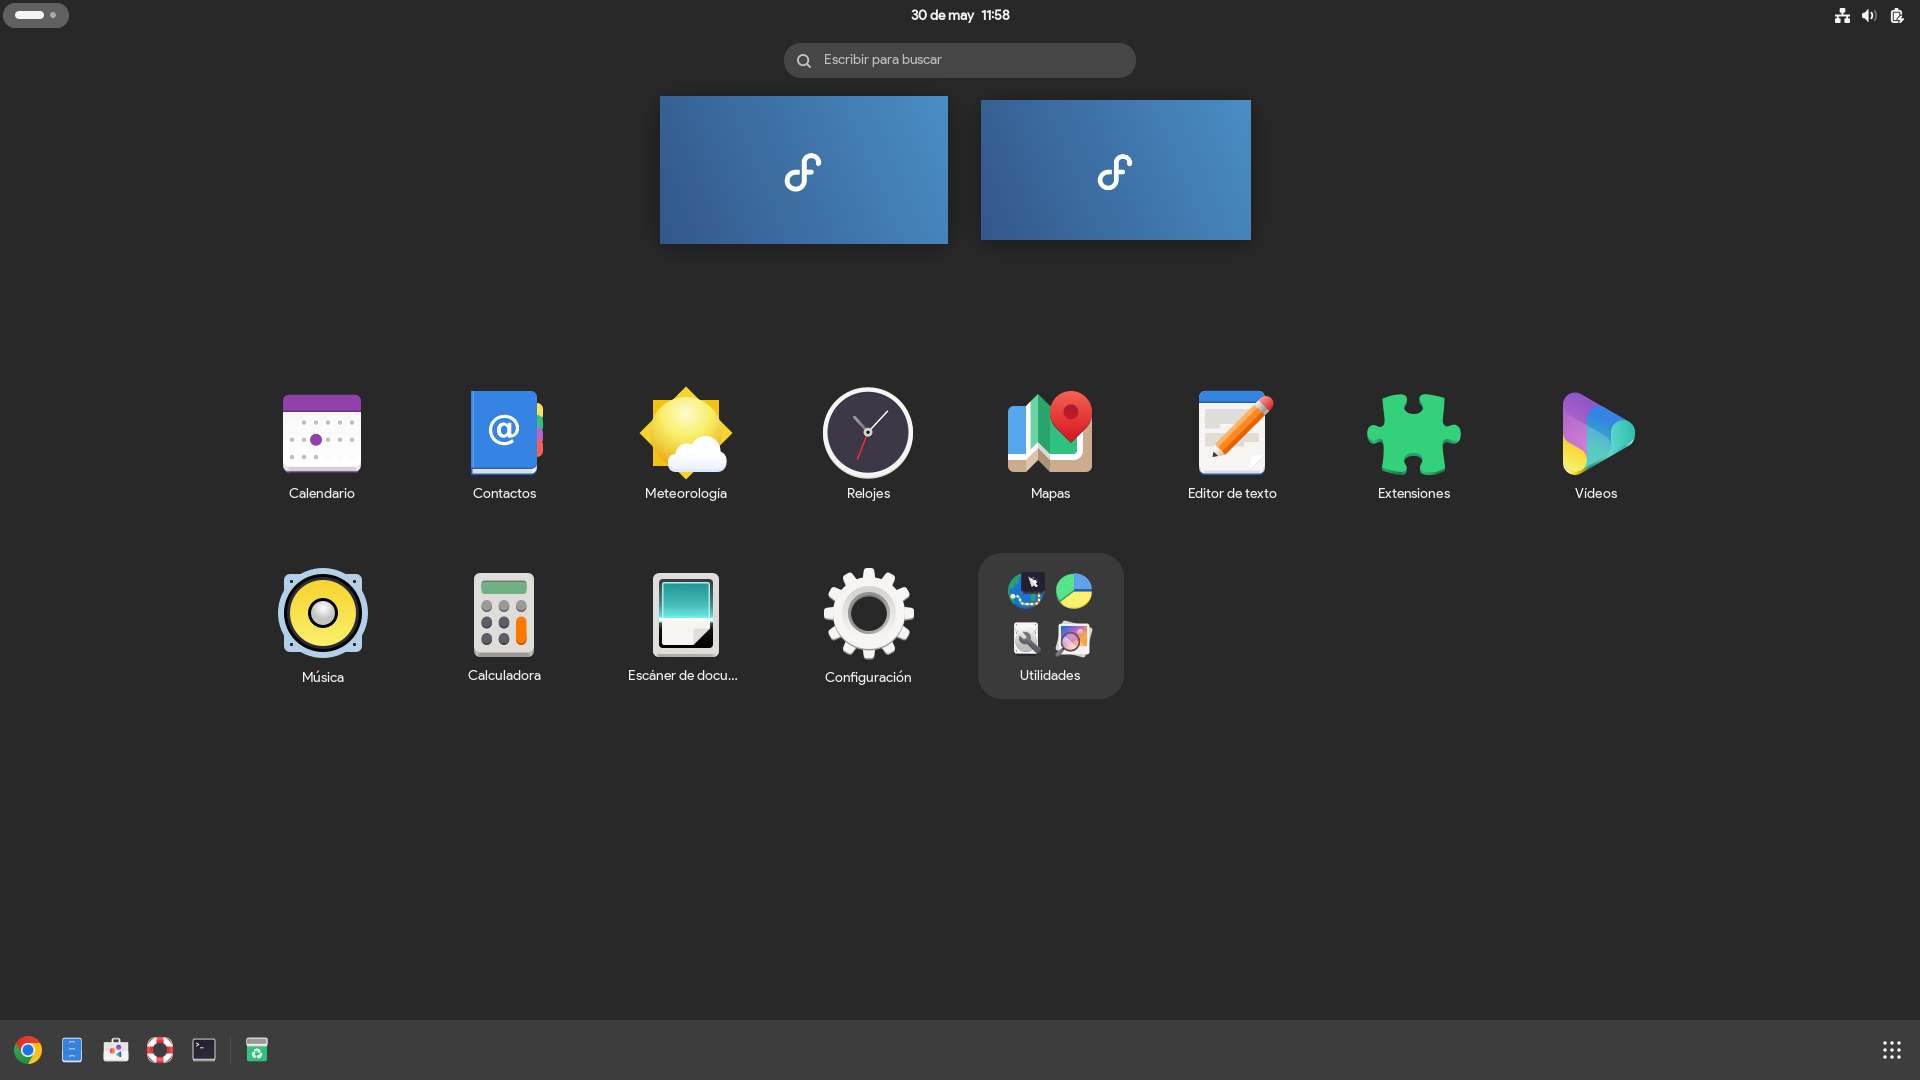 30 de may 11:58
Escribir para buscar
Calendario
Contactos
Meteorología
Relojes
Mapas
Editor de texto
Extensiones
Vídeos
Música
Calculadora
Escáner de docu...
Configuración
Utilidades